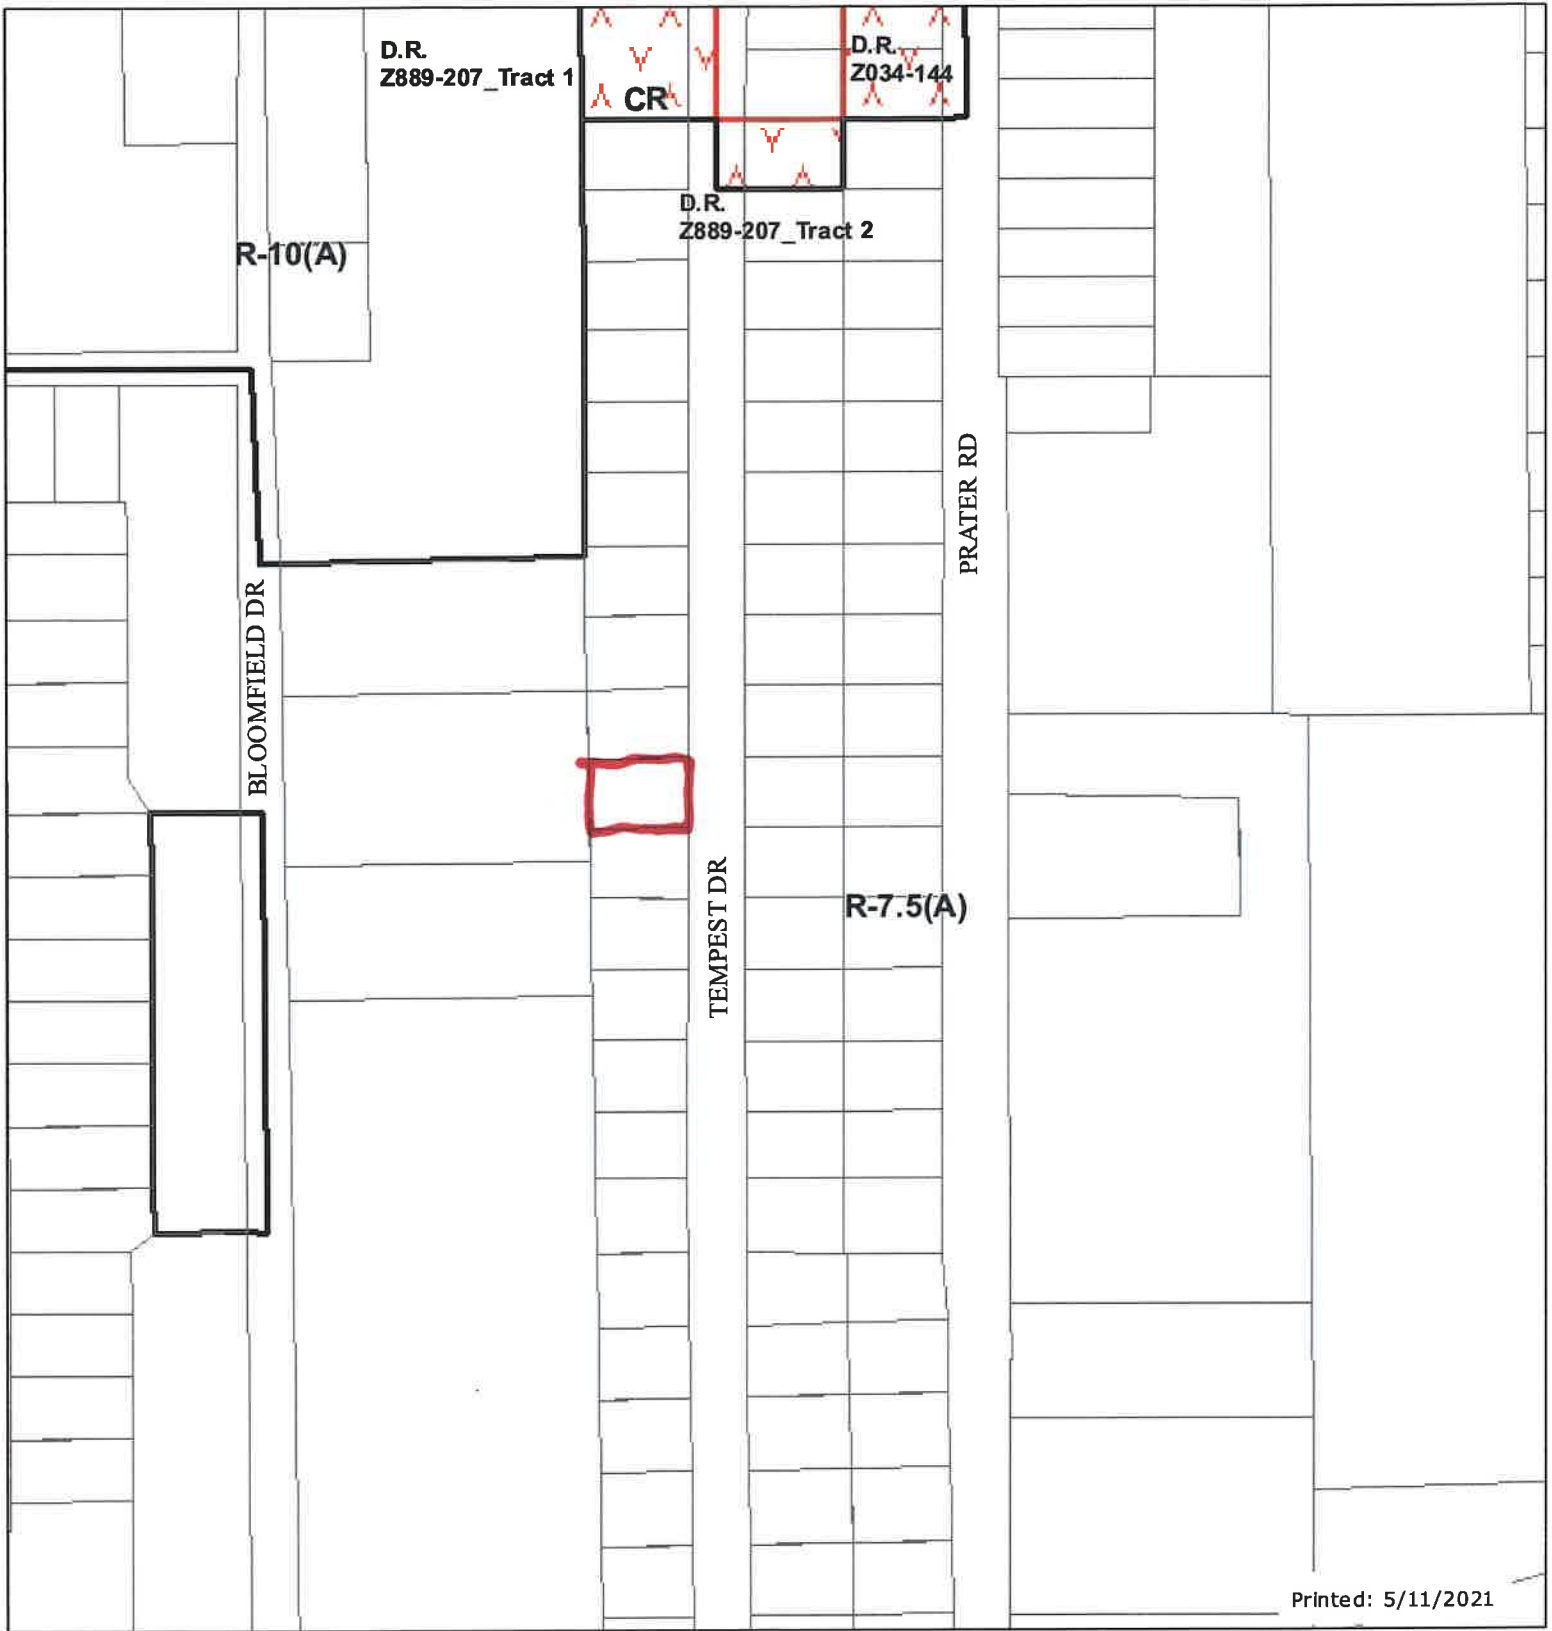 D.R.
Z889-207_Tract 1
CR
D.R.
Z034-144
D.R.
Z889-207_Tract 2
R-10(A)
PRATER RD
BLOOMFIELD DR
TEMPEST DR
R-7.5(A)
Printed: 5/11/2021